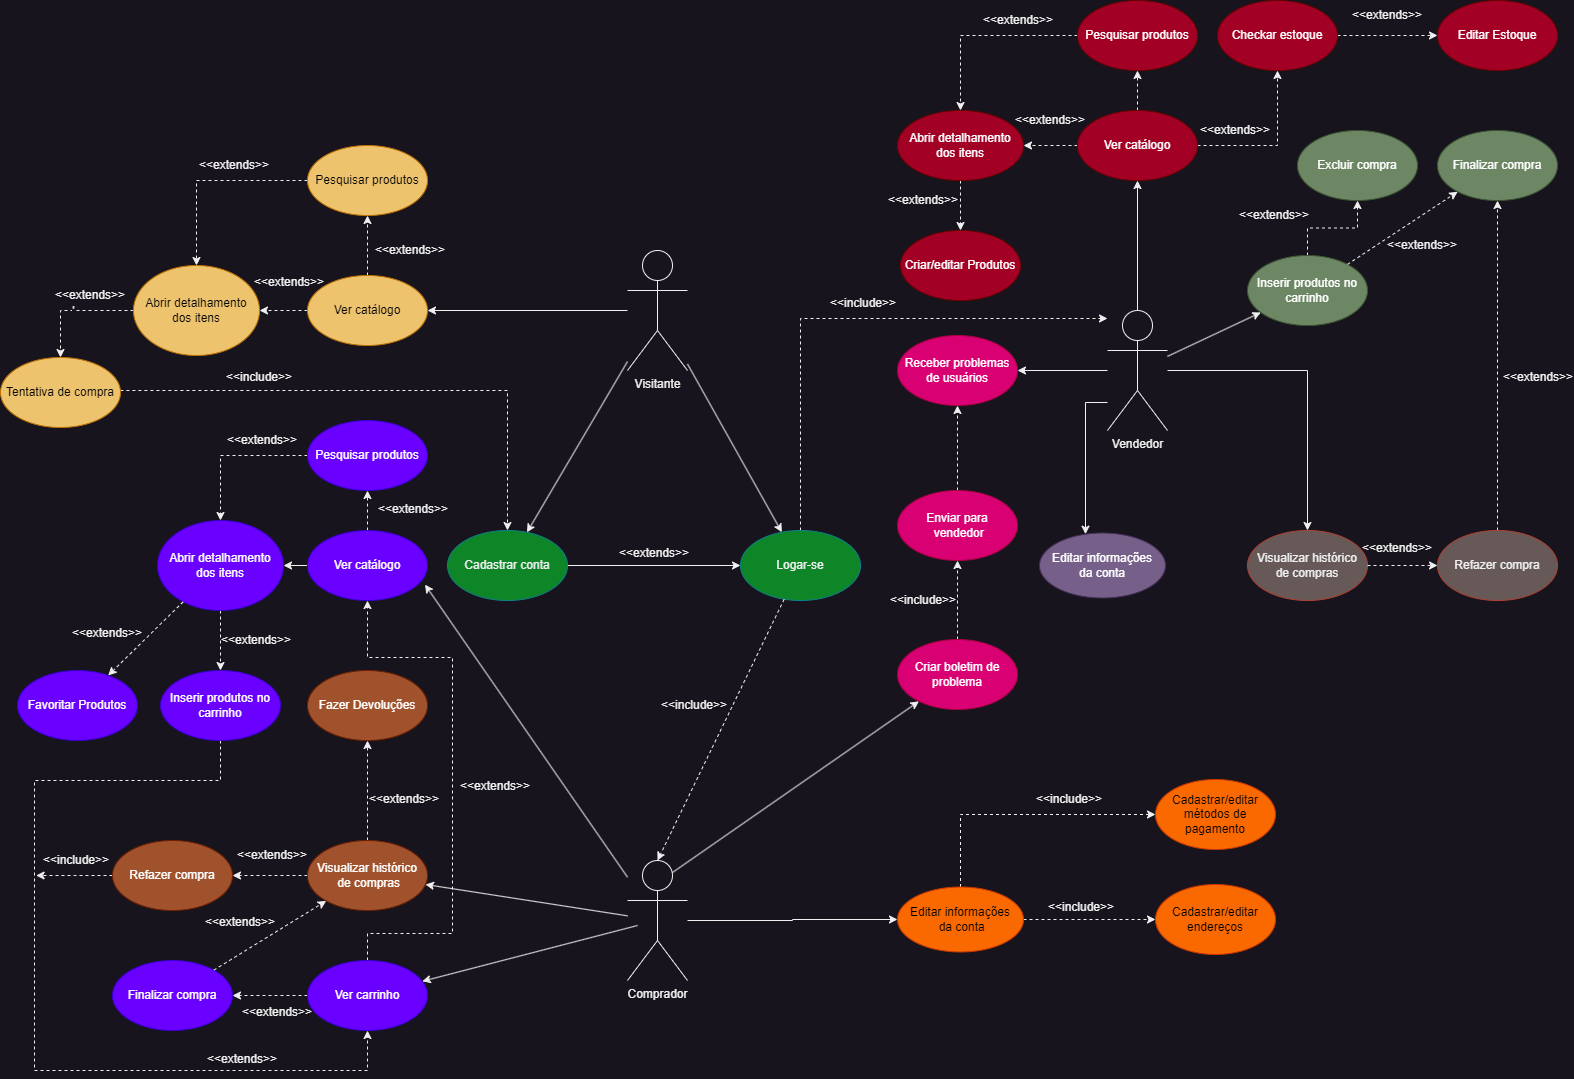 <<extends>>
Pesquisar produtos
Checkar estoque
<<extends>>
Editar Estoque
Abrir detalhamento
dos itens
<<extends>>
Ver catálogo
<<extends>>
Excluir compra
Finalizar compra
<<extends>>
Pesquisar produtos
<<extends>>
Criar/editar Produtos
<<extends>>
<<extends>>
Inserir produtos no
carrinho
<<extends>>
<<extends>>
Abrir detalhamento
dos itens
<<extends>>
Ver catálogo
<<include>>
<<extends>>
Tentativa de compra
<<include>>
Visitante
Receber problemas
de usuários
Vendedor
<<extends>>
<<extends>>
Pesquisar produtos
<<extends>>
Abrir detalhamento
dos itens
Ver catálogo
Cadastrar conta
<<extends>>
Logar-se
Enviar para
vendedor
Editar informações
da conta
Visualizar histórico
de compras
<<extends>>
Refazer compra
<<include>>
<<extends>>
<<extends>>
Favoritar Produtos
Inserir produtos no
carrinho
Fazer Devoluções
<<include>>
Criar boletim de
problema
<<extends>>
<<extends>>
<<include>>
Cadastrar/editar
métodos de
pagamento
<<include>>
Refazer compra
<<extends>>
Visualizar histórico
de compras
<<extends>>
Editar informações
da conta
<<include>>
Cadastrar/editar
endereços
Finalizar compra
<<extends>>
Ver carrinho
Comprador
<<extends>>